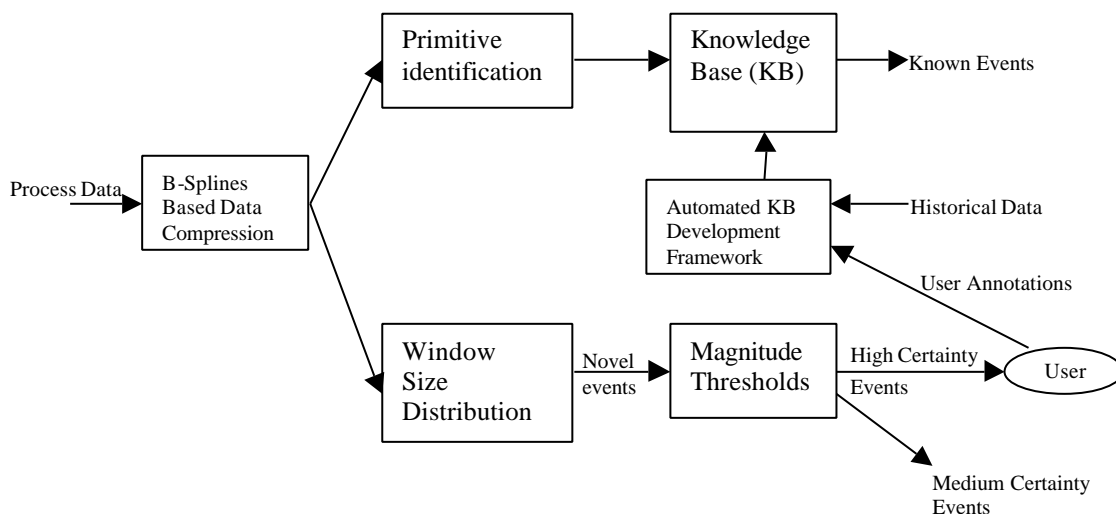 Primitive
identification
Knowledge
Base (KB)
Known Events
Process Data
B-Splines
Based Data
Compression
Automated KB
Development
Framework
Historical Data
User Annotations
Window
Size
Distribution
Novel
events
Magnitude
Thresholds
High Certainty
Events
User
Medium Certainty
Events